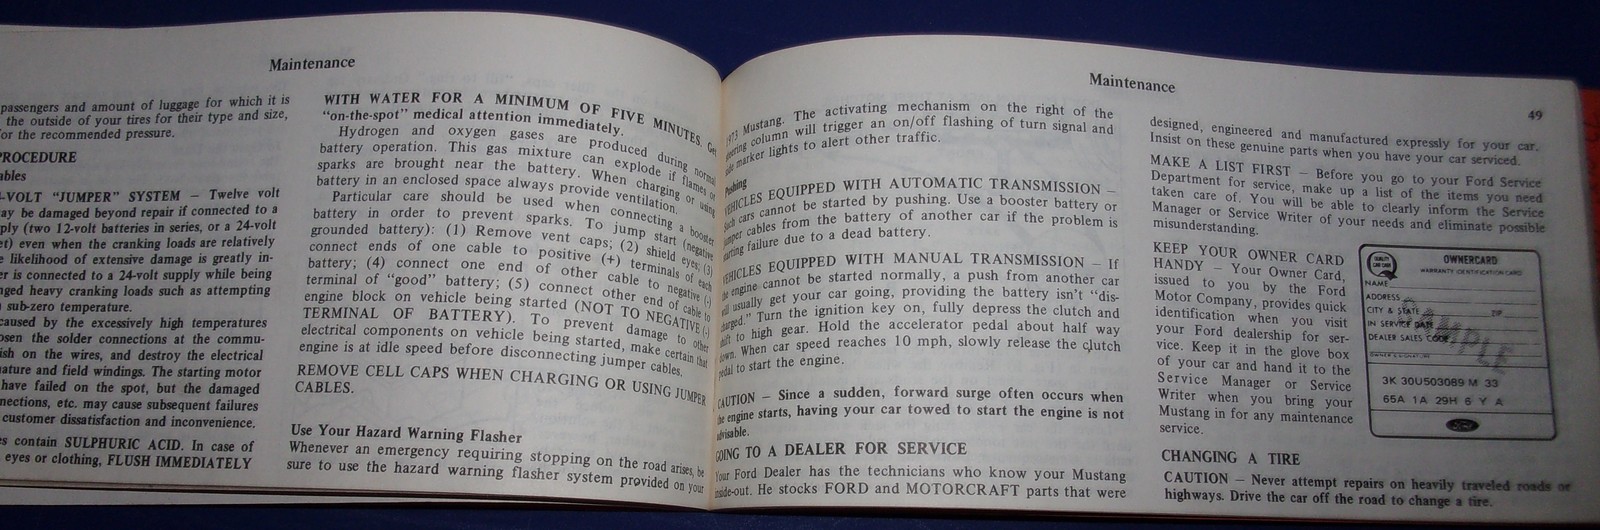 Maintenance
passengers and amount of luggage for which it is
the outside of your tires for their type and size,
or the recommended pressure.
PROCEDURE
ables
-VOLT “JUMPER” SYSTEM – Twelve volt
ay be damaged beyond repair if connected to a
ply (two 12-volt batteries in series, or a 24-volt
et) even when the cranking loads are relatively
e likelihood of extensive damage is greatly in-
er is connected to a 24-volt supply while being
nged heavy cranking loads such as attempting
sub-zero temperature.
caused by the excessively high temperatures
osen the solder connections at the commu-
ish on the wires, and destroy the electrical
ature and field windings. The starting motor
have failed on the spot, but the damaged
nections, etc. may cause subsequent failures
customer dissatisfaction and inconvenience.
es contain SULPHURIC ACID. In case of
eyes or clothing, FLUSH IMMEDIATELY
WITH WATER FOR A MINIMUM OF FIVE MINUTES. Get
“on-the-spot” medical attention immediately.
Hydrogen and oxygen gases are produced during normal
battery operation. This gas mixture can explode if flames or
sparks are brought near the battery. When charging or using
battery in an enclosed space always provide ventilation.
Particular care should be used when connecting a booster
battery in order to prevent sparks. To jump start (negative
grounded battery): (1) Remove vent caps; (2) shield eyes; (3)
connect ends of one cable to positive (+) terminals of each
battery; (4) connect one end of other cable to negative (-)
terminal of “good” battery; (5) connect other end of cable to
engine block on vehicle being started (NOT TO NEGATIVE (-)
TERMINAL OF BATTERY). To prevent damage to other
electrical components on vehicle being started, make certain that
engine is at idle speed before disconnecting jumper cables.
REMOVE CELL CAPS WHEN CHARGING OR USING JUMPER
CABLES.
Use Your Hazard Warning Flasher
Whenever an emergency requiring stopping on the road arises, be
sure to use the hazard warning flasher system provided on your
Maintenance
49
1973 Mustang. The activating mechanism on the right of the
steering column will trigger an on/off flashing of turn signal and
side marker lights to alert other traffic.
Pushing
VEHICLES EQUIPPED WITH AUTOMATIC TRANSMISSION –
Such cars cannot be started by pushing. Use a booster battery or
jumper cables from the battery of another car if the problem is
starting failure due to a dead battery.
VEHICLES EQUIPPED WITH MANUAL TRANSMISSION – If
the engine cannot be started normally, a push from another car
will usually get your car going, providing the battery isn’t “dis-
charged.” Turn the ignition key on, fully depress the clutch and
shift to high gear. Hold the accelerator pedal about half way
down. When car speed reaches 10 mph, slowly release the clutch
pedal to start the engine.
CAUTION – Since a sudden, forward surge often occurs when
the engine starts, having your car towed to start the engine is not
advisable.
GOING TO A DEALER FOR SERVICE
Your Ford Dealer has the technicians who know your Mustang
inside-out. He stocks FORD and MOTORCRAFT parts that were
designed, engineered and manufactured expressly for your car.
Insist on these genuine parts when you have your car serviced.
MAKE A LIST FIRST – Before you go to your Ford Service
Department for service, make up a list of the items you need
taken care of. You will be able to clearly inform the Service
Manager or Service Writer of your needs and eliminate possible
misunderstanding.
KEEP YOUR OWNER CARD
HANDY – Your Owner Card,
issued to you by the Ford
Motor Company, provides quick
identification when you visit
your Ford dealership for ser-
vice. Keep it in the glove box
of your car and hand it to the
Service Manager or Service
Writer when you bring your
Mustang in for any maintenance
service.
OWNERCARD
WARRANTY IDENTIFICATION CARD
NAME
ADDRESS
CITY & STATE ZIP
IN SERVICE DATE
DEALER SALES CODE
SAMPLE
3K 30U503089 M 33
65A 1A 29H 6 Y A
Ford
CHANGING A TIRE
CAUTION – Never attempt repairs on heavily traveled roads or
highways. Drive the car off the road to change a tire.